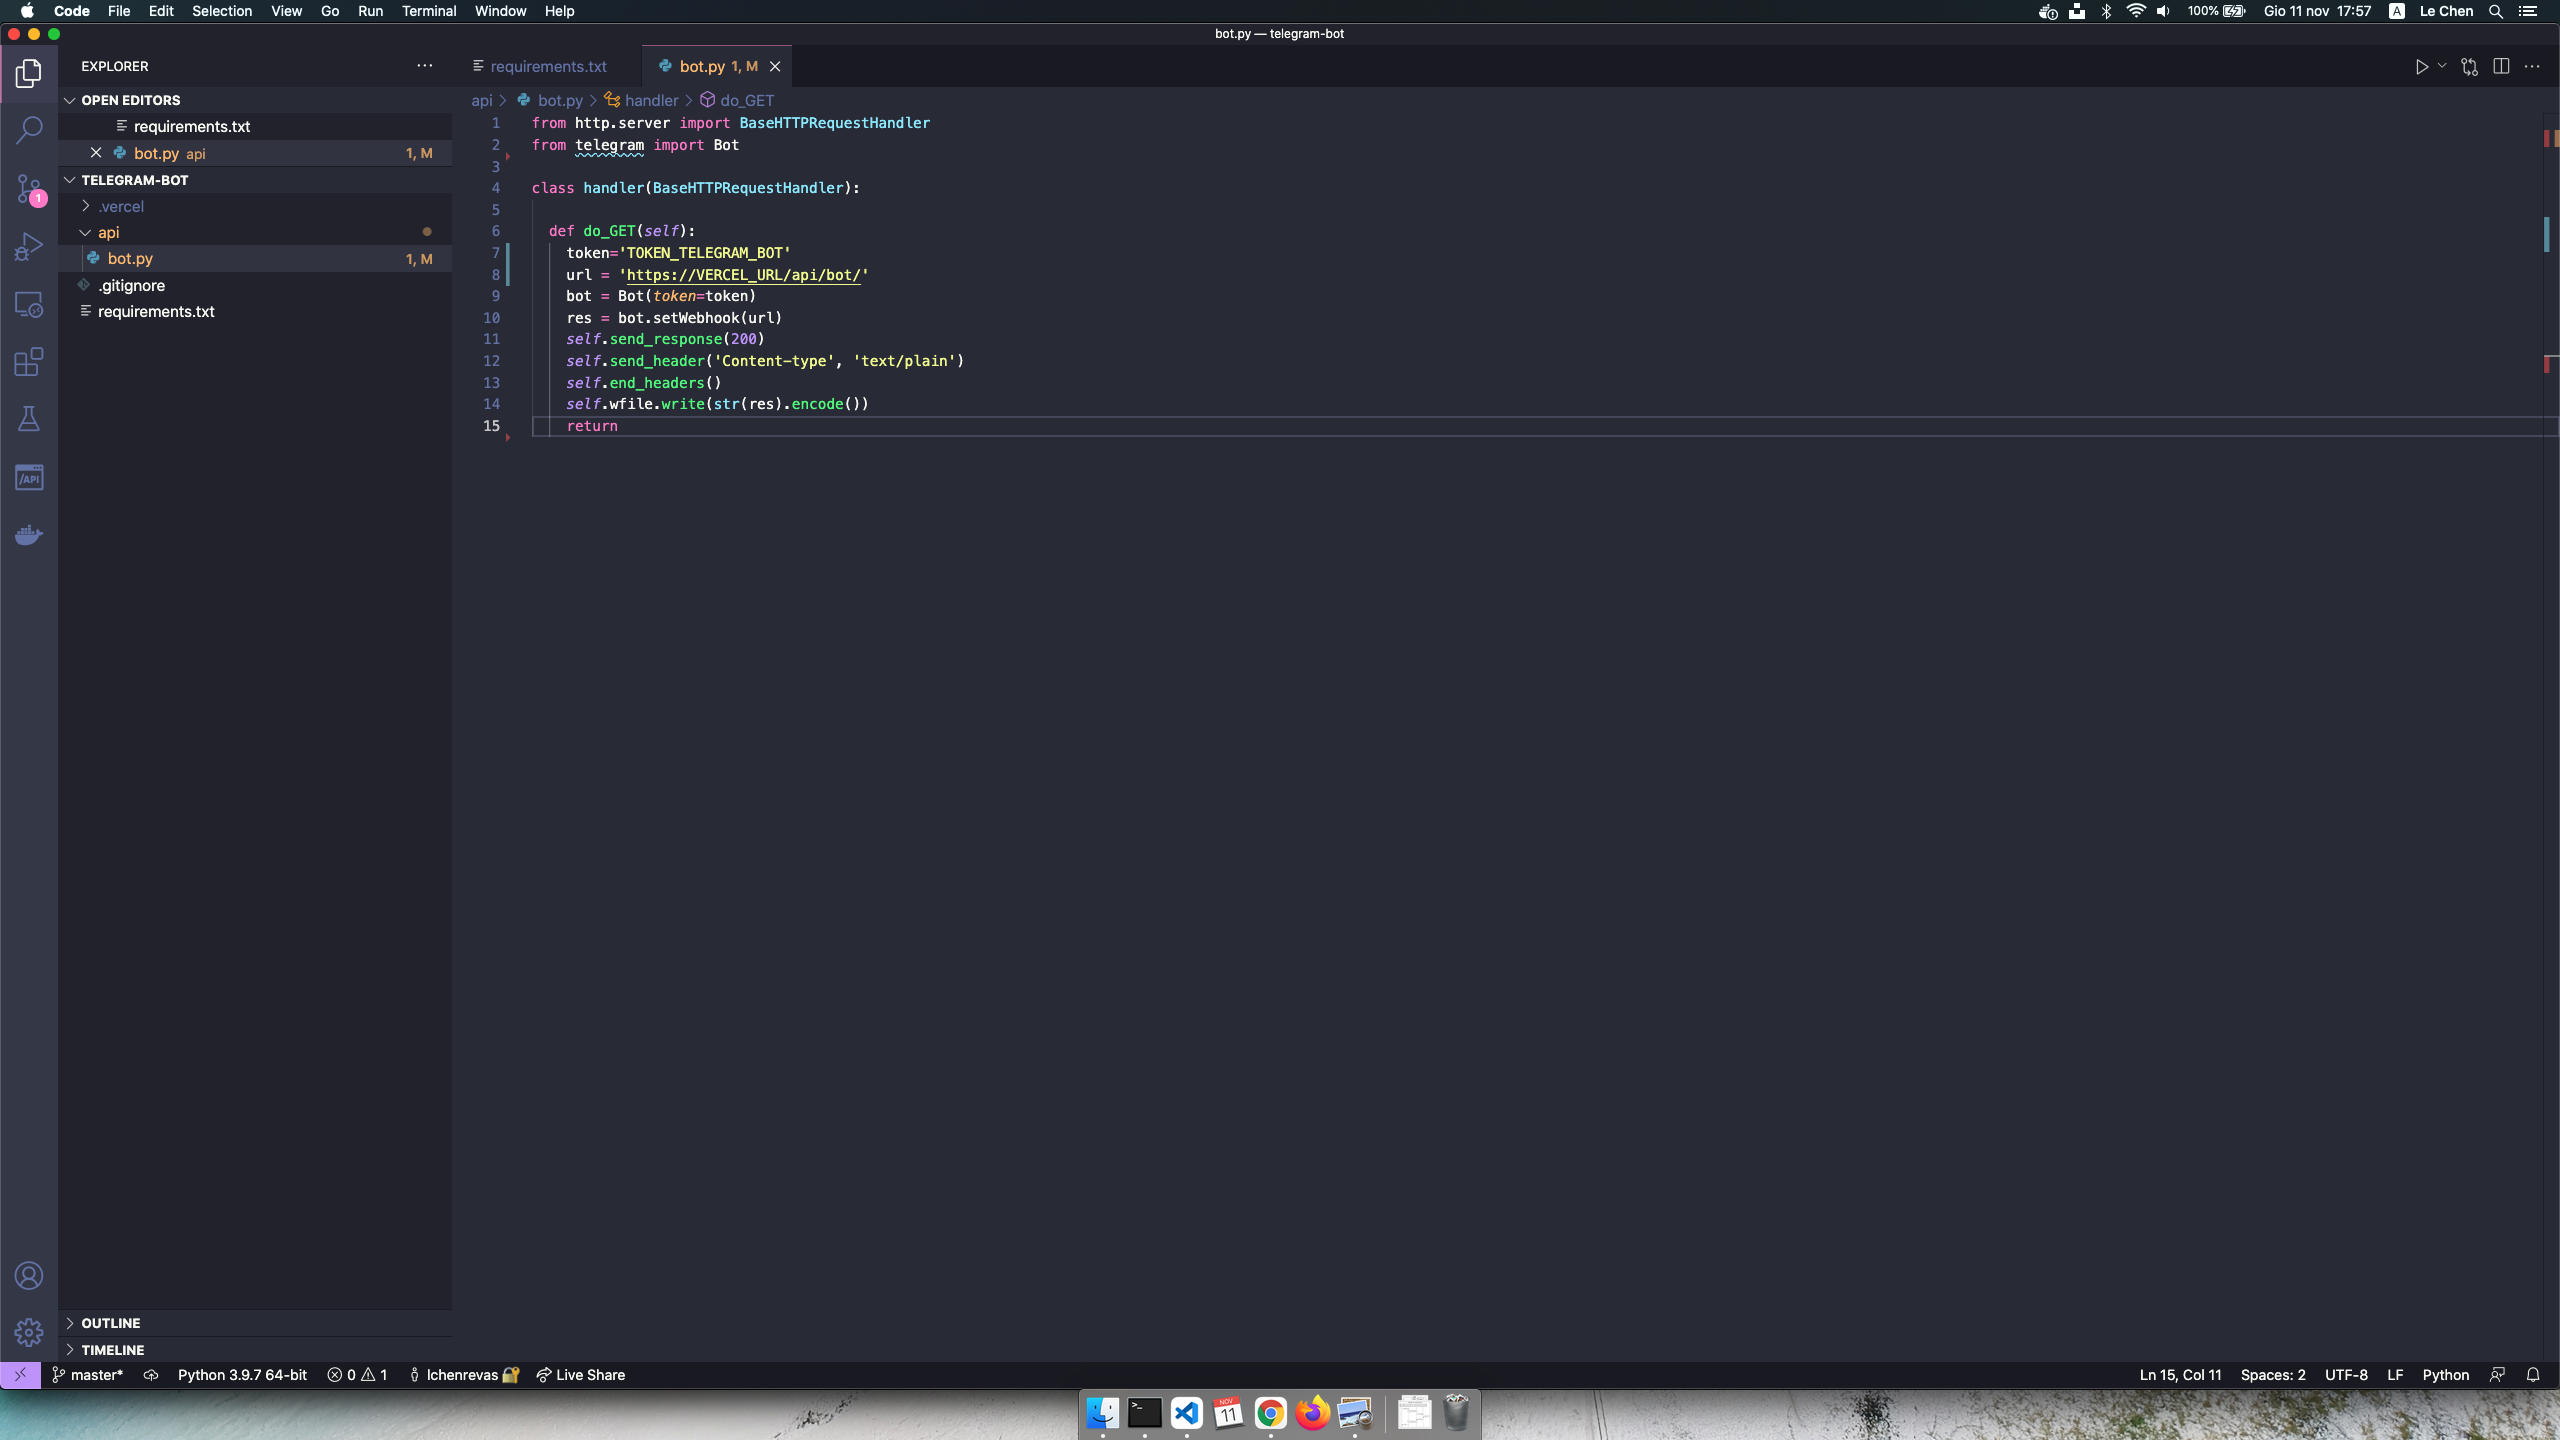 Code File Edit Selection View Go Run Terminal Window Help 100% Gio 11 nov 17:57 A Le Chen
bot.py — telegram-bot
EXPLORER
requirements.txt
bot.py 1, M
OPEN EDITORS
requirements.txt
bot.py api 1, M
TELEGRAM-BOT
.vercel
api
bot.py 1, M
.gitignore
requirements.txt
1
/API
OUTLINE
TIMELINE
api > bot.py > handler > do_GET
1 from http.server import BaseHTTPRequestHandler
2 from telegram import Bot
3
4 class handler(BaseHTTPRequestHandler):
5
6 def do_GET(self):
7 token='TOKEN_TELEGRAM_BOT'
8 url = 'https://VERCEL_URL/api/bot/'
9 bot = Bot(token=token)
10 res = bot.setWebhook(url)
11 self.send_response(200)
12 self.send_header('Content-type', 'text/plain')
13 self.end_headers()
14 self.wfile.write(str(res).encode())
15 return
master* Python 3.9.7 64-bit 0 1 lchenrevas Live Share Ln 15, Col 11 Spaces: 2 UTF-8 LF Python
NOV
11